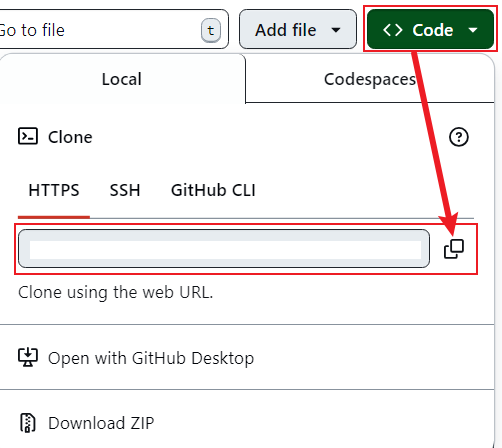 Go to file t Add file Code
Local Codespaces
Clone
HTTPS SSH GitHub CLI
Clone using the web URL.
Open with GitHub Desktop
Download ZIP